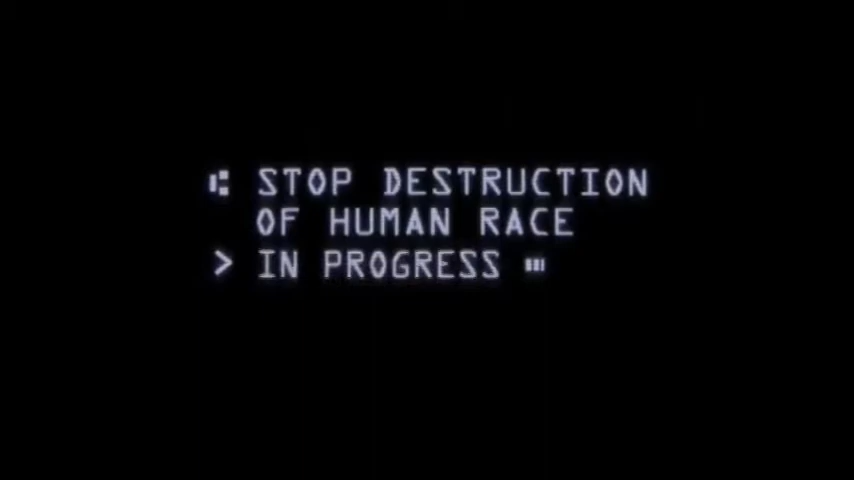 STOP DESTRUCTION
OF HUMAN RACE
> IN PROGRESS